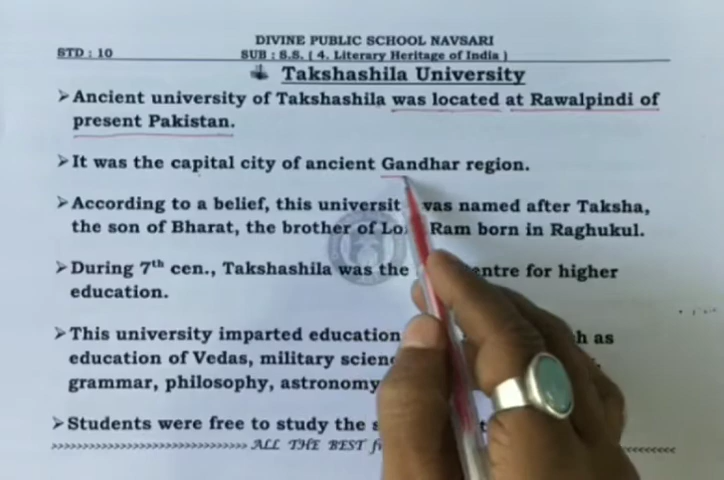 DIVINE PUBLIC SCHOOL NAVSARI
STD : 10 SUB : S.S. ( 4. Literary Heritage of India )
Takshashila University
➢Ancient university of Takshashila was located at Rawalpindi of
present Pakistan.
➢It was the capital city of ancient Gandhar region.
➢According to a belief, this universit was named after Taksha,
the son of Bharat, the brother of Lo Ram born in Raghukul.
➢During 7th cen., Takshashila was the entre for higher
education.
➢This university imparted education h as
education of Vedas, military scienc
grammar, philosophy, astronomy
➢Students were free to study the s
ALL THE BEST f